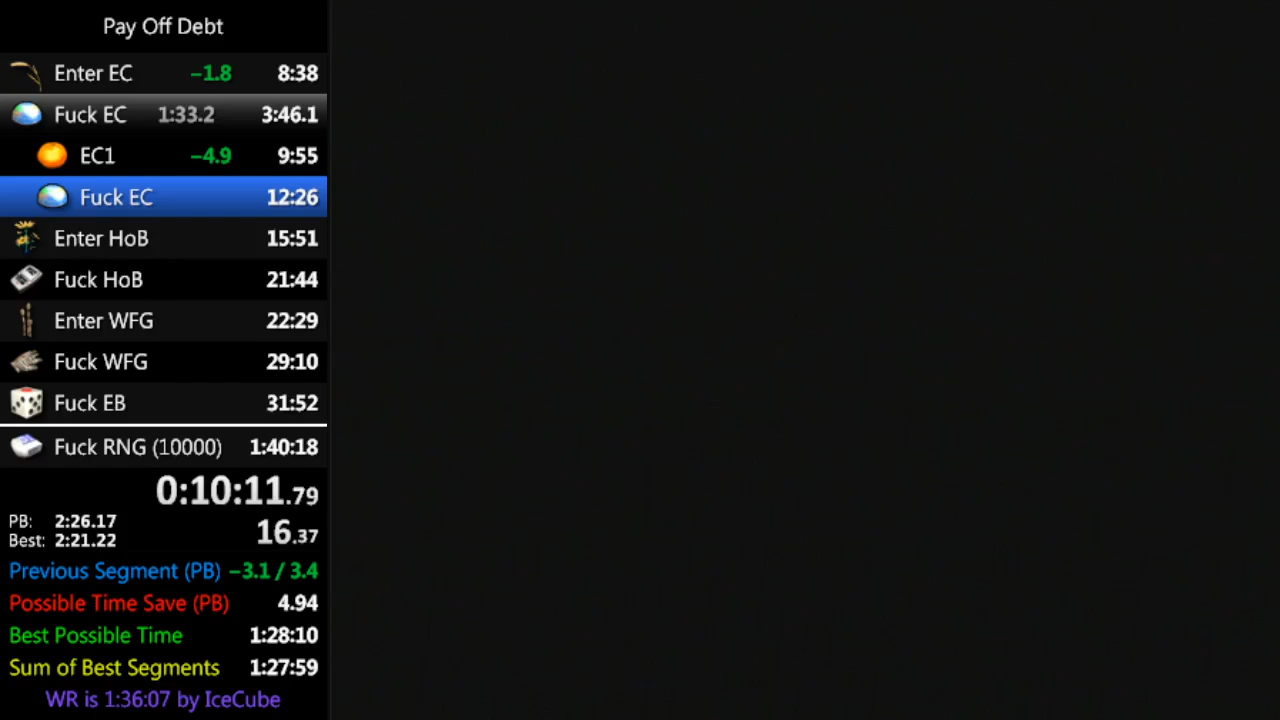 Pay Off Debt
Enter EC −1.8 8:38
Fuck EC 1:33.2 3:46.1
EC1 −4.9 9:55
Fuck EC 12:26
Enter HoB 15:51
Fuck HoB 21:44
Enter WFG 22:29
Fuck WFG 29:10
Fuck EB 31:52
Fuck RNG (10000) 1:40:18
0:10:11.79
PB: 2:26.17
Best: 2:21.22
16.37
Previous Segment (PB) −3.1 / 3.4
Possible Time Save (PB) 4.94
Best Possible Time 1:28:10
Sum of Best Segments 1:27:59
WR is 1:36:07 by IceCube